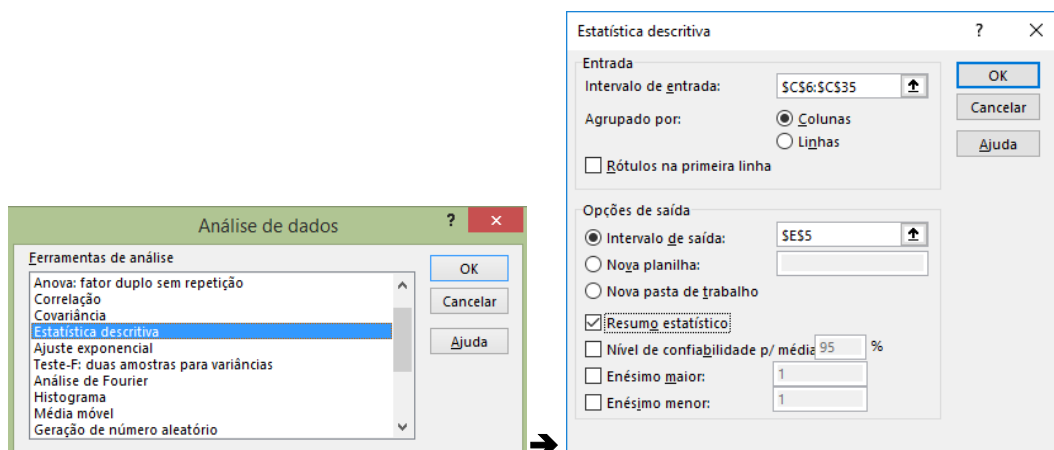 Análise de dados
?
×
Ferramentas de análise
Anova: fator duplo sem repetição
Correlação
Covariância
Estatística descritiva
Ajuste exponencial
Teste-F: duas amostras para variâncias
Análise de Fourier
Histograma
Média móvel
Geração de número aleatório
OK
Cancelar
Ajuda
➔
Estatística descritiva
?
×
Entrada
Intervalo de entrada: $C$6:$C$35
Agrupado por: Colunas
Linhas
Rótulos na primeira linha
Opções de saída
Intervalo de saída: $E$5
Nova planilha:
Nova pasta de trabalho
Resumo estatístico
Nível de confiabilidade p/ média 95 %
Enésimo maior: 1
Enésimo menor: 1
OK
Cancelar
Ajuda